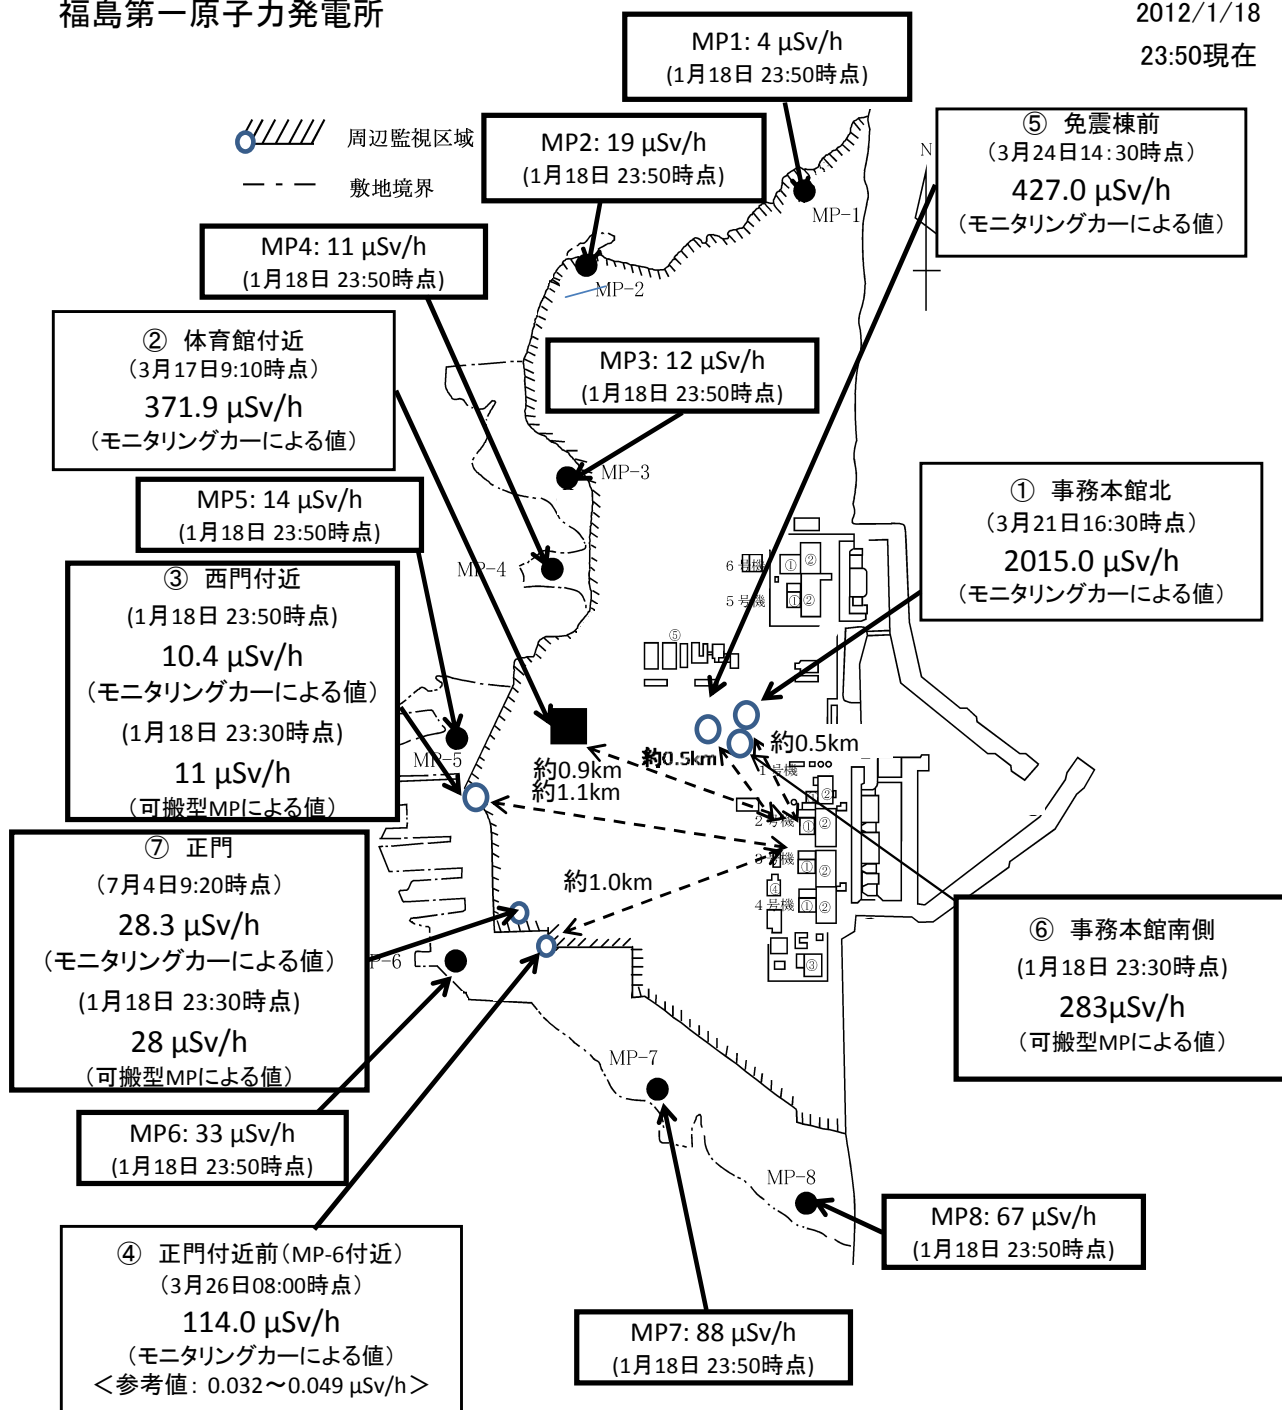 福島第一原子力発電所
2012/1/18
23:50現在
MP1: 4 μSv/h
(1月18日 23:50時点)
周辺監視区域
敷地境界
MP2: 19 μSv/h
(1月18日 23:50時点)
⑤ 免震棟前
(3月24日14:30時点)
427.0 μSv/h
(モニタリングカーによる値)
N
MP-1
MP4: 11 μSv/h
(1月18日 23:50時点)
MP-2
② 体育館付近
(3月17日9:10時点)
371.9 μSv/h
(モニタリングカーによる値)
MP3: 12 μSv/h
(1月18日 23:50時点)
MP-3
MP5: 14 μSv/h
(1月18日 23:50時点)
① 事務本館北
(3月21日16:30時点)
2015.0 μSv/h
(モニタリングカーによる値)
MP-4
6号機
① ②
5号機
① ②
③ 西門付近
(1月18日 23:50時点)
10.4 μSv/h
(モニタリングカーによる値)
(1月18日 23:30時点)
11 μSv/h
(可搬型MPによる値)
⑤
MP-5
約0.9km
約1.1km
約0.5km
約0.5km
1号機
②
2号機
① ②
3号機
① ②
④
4号機
① ②
③
約1.0km
⑦ 正門
(7月4日9:20時点)
28.3 μSv/h
(モニタリングカーによる値)
(1月18日 23:30時点)
28 μSv/h
(可搬型MPによる値)
P-6
⑥ 事務本館南側
(1月18日 23:30時点)
283μSv/h
(可搬型MPによる値)
MP-7
MP6: 33 μSv/h
(1月18日 23:50時点)
MP-8
MP8: 67 μSv/h
(1月18日 23:50時点)
④ 正門付近前(MP-6付近)
(3月26日08:00時点)
114.0 μSv/h
(モニタリングカーによる値)
<参考値: 0.032～0.049 μSv/h>
MP7: 88 μSv/h
(1月18日 23:50時点)